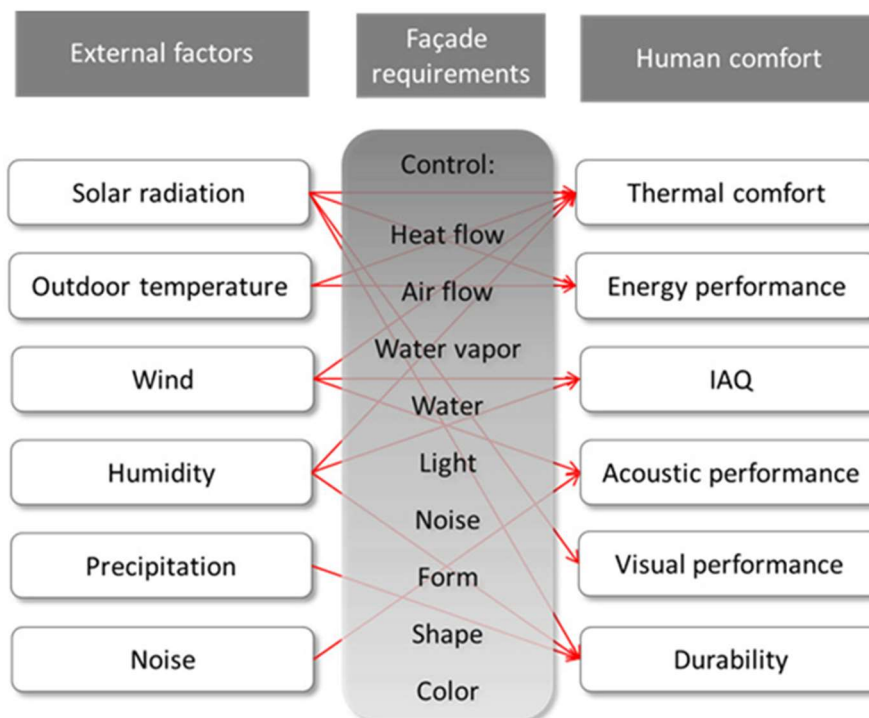 External factors
Façade
requirements
Human comfort
Solar radiation
Outdoor temperature
Wind
Humidity
Precipitation
Noise
Control:
Heat flow
Air flow
Water vapor
Water
Light
Noise
Form
Shape
Color
Thermal comfort
Energy performance
IAQ
Acoustic performance
Visual performance
Durability